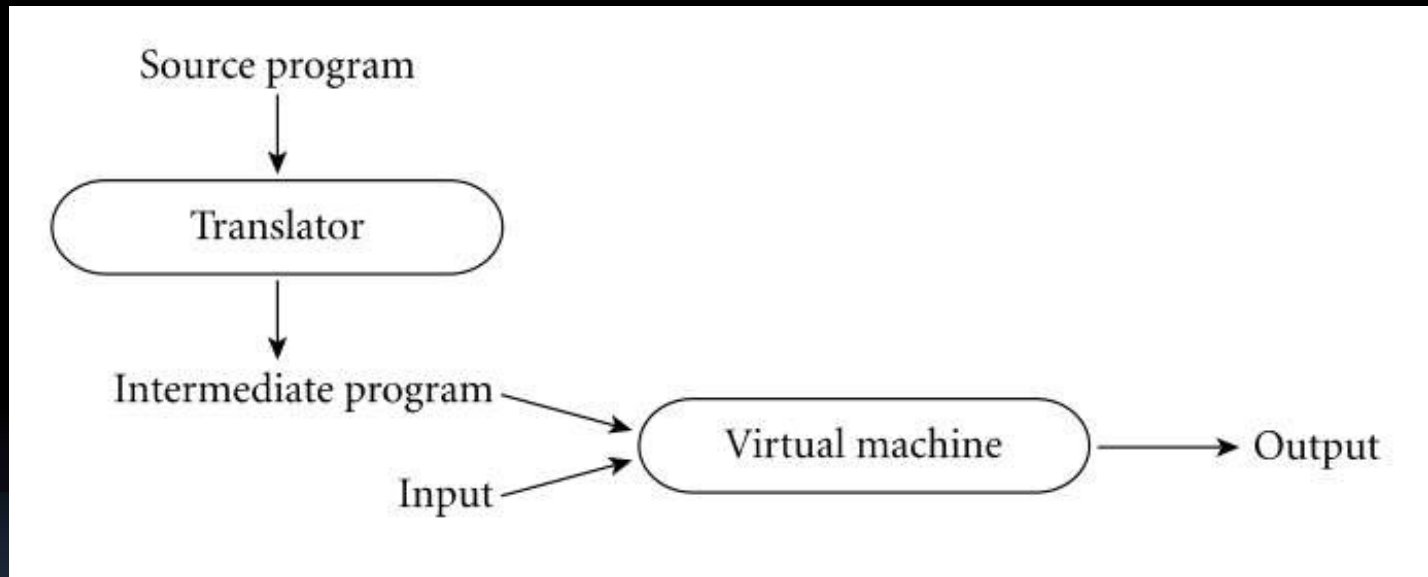 Source program
Translator
Intermediate program
Virtual machine
Output
Input